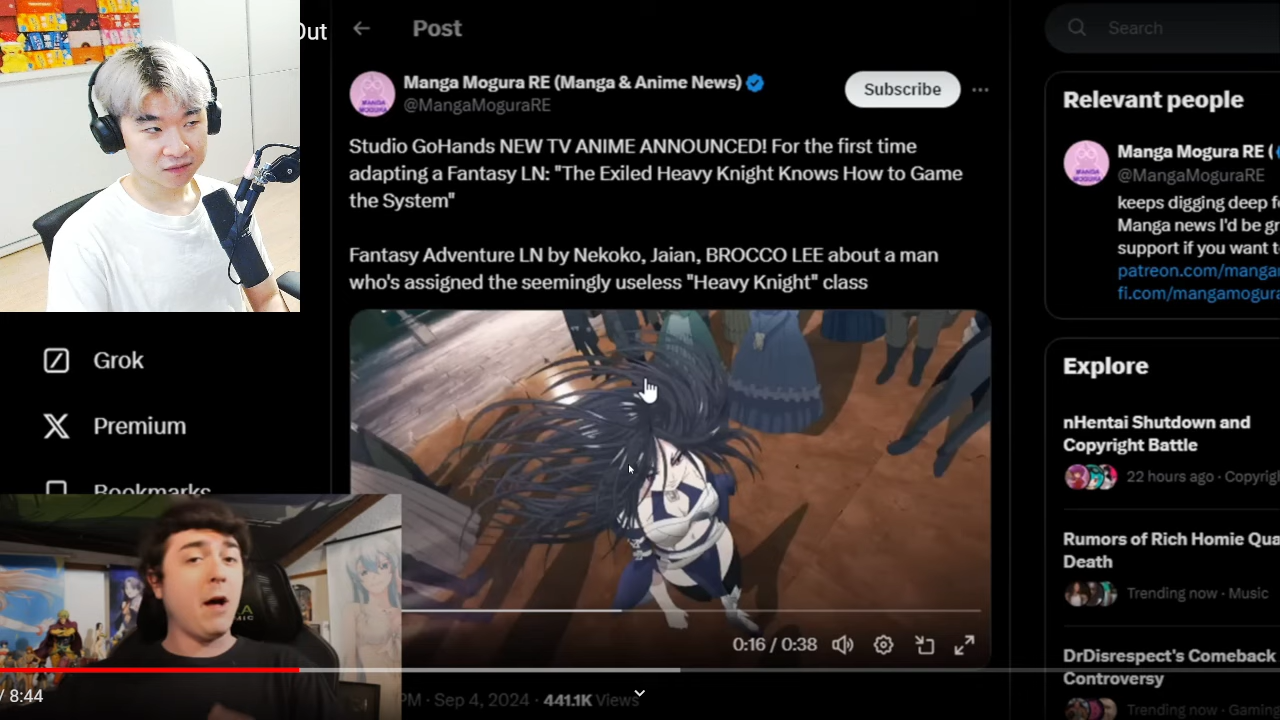 Out
Post
Search
Manga Mogura RE (Manga & Anime News)
@MangaMoguraRE
Subscribe
Studio GoHands NEW TV ANIME ANNOUNCED! For the first time
adapting a Fantasy LN: "The Exiled Heavy Knight Knows How to Game
the System"
Fantasy Adventure LN by Nekoko, Jaian, BROCCO LEE about a man
who's assigned the seemingly useless "Heavy Knight" class
0:16 / 0:38
PM · Sep 4, 2024 · 441.1K Views
Relevant people
Manga Mogura RE (
@MangaMoguraRE
keeps digging deep f
Manga news I'd be gr
support if you want t
patreon.com/manga
fi.com/mangamogura
Explore
nHentai Shutdown and
Copyright Battle
22 hours ago · Copyrig
Rumors of Rich Homie Qua
Death
Trending now · Music
DrDisrespect's Comeback
Controversy
Trending now · Gaming
Grok
Premium
Bookmarks
/ 8:44